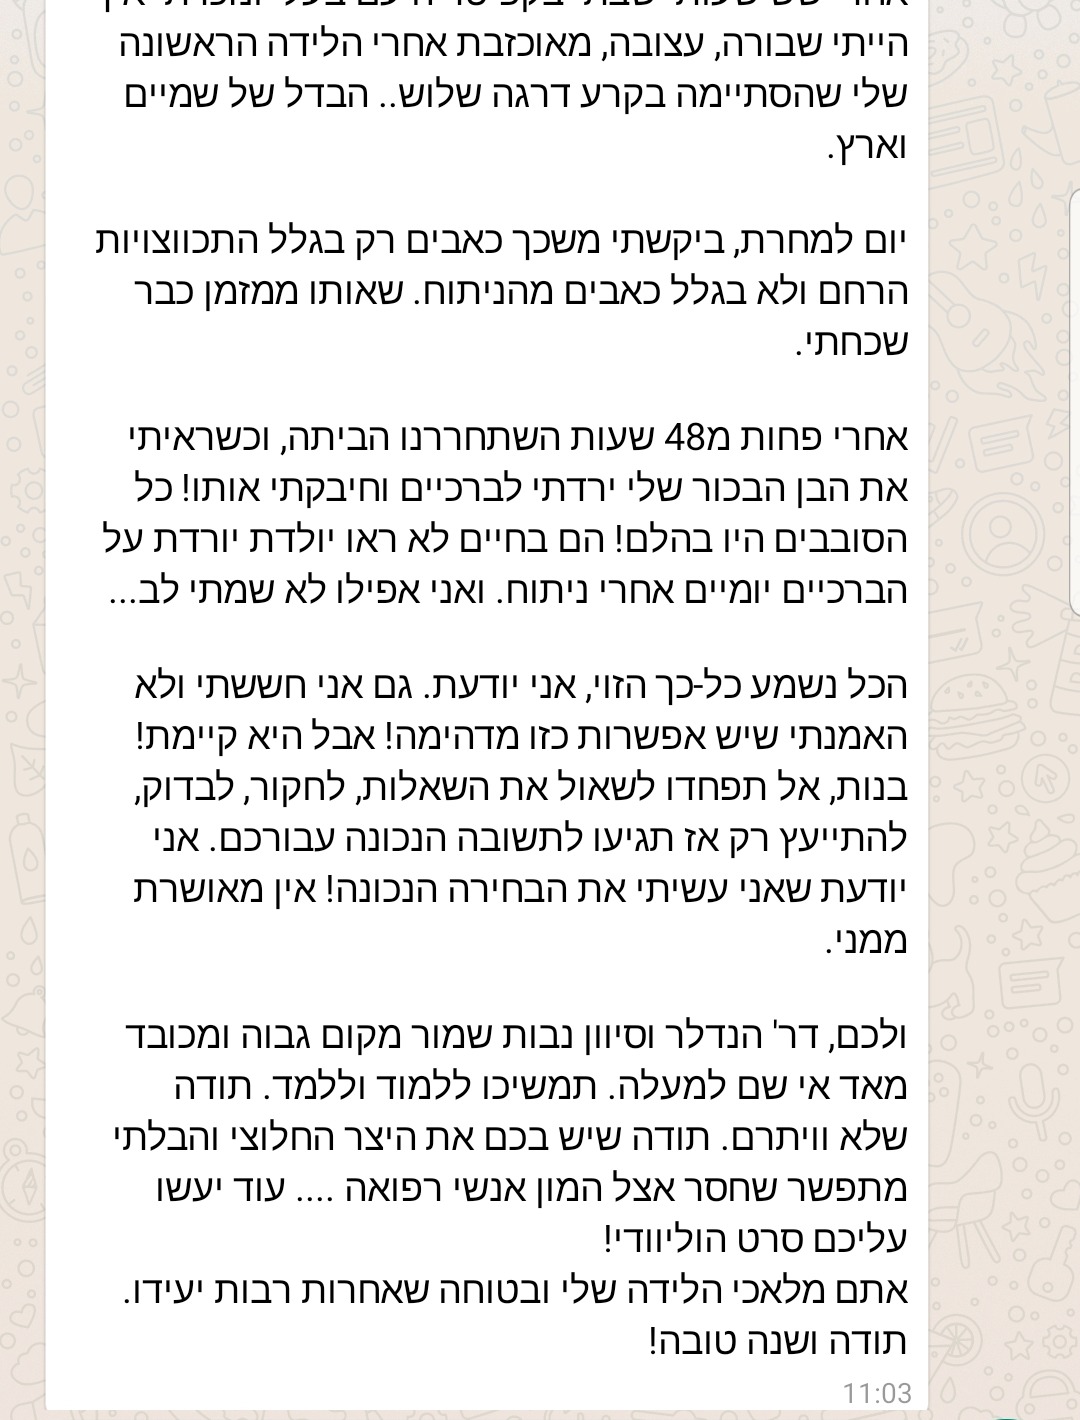 הייתי שבורה, עצובה, מאוכזבת אחרי הלידה הראשונה
שלי שהסתיימה בקרע דרגה שלוש.. הבדל של שמיים
וארץ.
יום למחרת, ביקשתי משכך כאבים רק בגלל התכווצויות
הרחם ולא בגלל כאבים מהניתוח. שאותו ממזמן כבר
שכחתי.
אחרי פחות מ48 שעות השתחררנו הביתה, וכשראיתי
את הבן הבכור שלי ירדתי לברכיים וחיבקתי אותו! כל
הסובבים היו בהלם! הם בחיים לא ראו יולדת יורדת על
הברכיים יומיים אחרי ניתוח. ואני אפילו לא שמתי לב...
הכל נשמע כל-כך הזוי, אני יודעת. גם אני חששתי ולא
האמנתי שיש אפשרות כזו מדהימה! אבל היא קיימת!
בנות, אל תפחדו לשאול את השאלות, לחקור, לבדוק,
להתייעץ רק אז תגיעו לתשובה הנכונה עבורכם. אני
יודעת שאני עשיתי את הבחירה הנכונה! אין מאושרת
ממני.
ולכם, דר' הנדלר וסיוון נבות שמור מקום גבוה ומכובד
מאד אי שם למעלה. תמשיכו ללמוד וללמד. תודה
שלא וויתרם. תודה שיש בכם את היצר החלוצי והבלתי
מתפשר שחסר אצל המון אנשי רפואה .... עוד יעשו
עליכם סרט הוליוודי!
אתם מלאכי הלידה שלי ובטוחה שאחרות רבות יעידו.
תודה ושנה טובה!
11:03